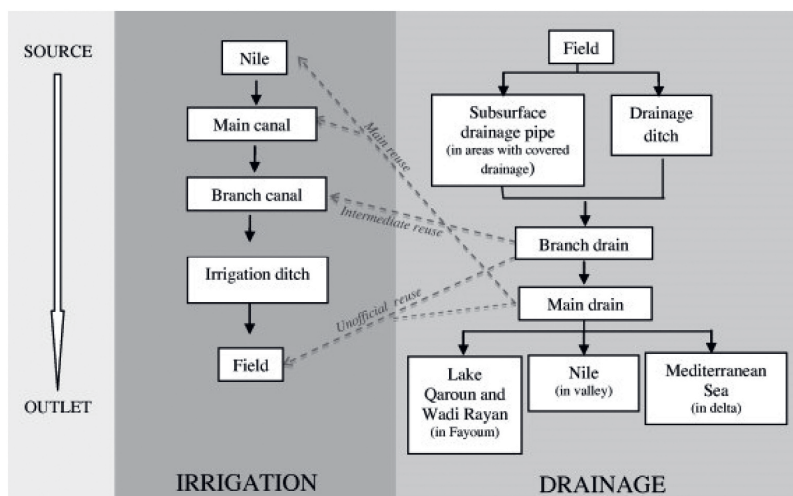 SOURCE
OUTLET
Nile
Main canal
Branch canal
Irrigation ditch
Field
IRRIGATION
Main reuse
Intermediate reuse
Unofficial reuse
Field
Subsurface
drainage pipe
(in areas with covered
drainage)
Drainage
ditch
Branch drain
Main drain
Lake
Qaroun and
Wadi Rayan
(in Fayoum)
Nile
(in valley)
Mediterranean
Sea
(in delta)
DRAINAGE